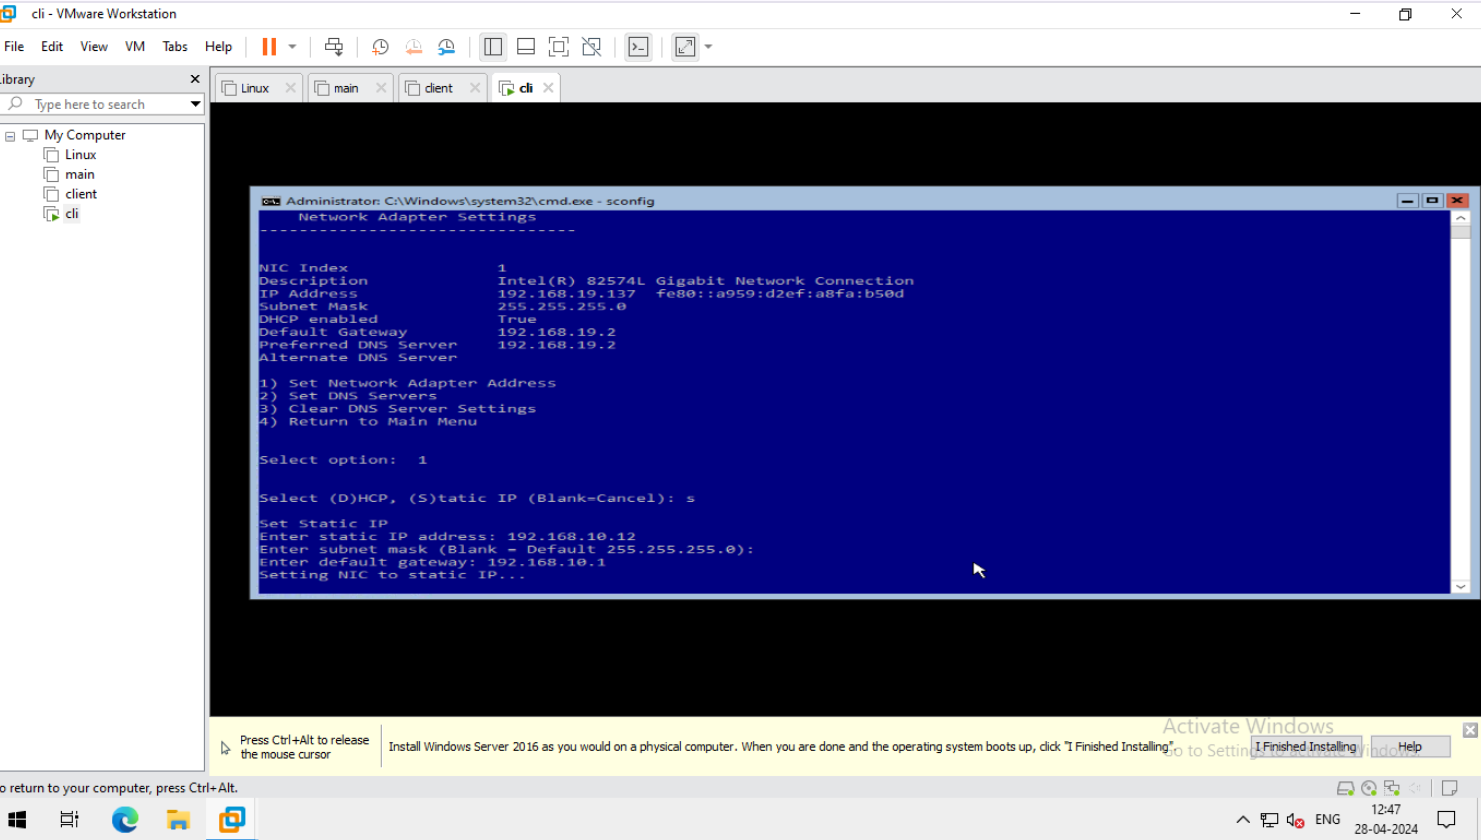 cli - VMware Workstation
File Edit View VM Tabs Help
ibrary
Type here to search
Linux main client cli
My Computer
Linux
main
client
cli
Administrator: C:\Windows\system32\cmd.exe - sconfig
Network Adapter Settings
--------------------------------
NIC Index 1
Description Intel(R) 82574L Gigabit Network Connection
IP Address 192.168.19.137 fe80::a959:d2ef:a8fa:b50d
Subnet Mask 255.255.255.0
DHCP enabled True
Default Gateway 192.168.19.2
Preferred DNS Server 192.168.19.2
Alternate DNS Server
1) Set Network Adapter Address
2) Set DNS Servers
3) Clear DNS Server Settings
4) Return to Main Menu
Select option: 1
Select (D)HCP, (S)tatic IP (Blank=Cancel): s
Set Static IP
Enter static IP address: 192.168.10.12
Enter subnet mask (Blank = Default 255.255.255.0):
Enter default gateway: 192.168.10.1
Setting NIC to static IP...
Activate Windows
Press Ctrl+Alt to release
the mouse cursor
Install Windows Server 2016 as you would on a physical computer. When you are done and the operating system boots up, click "I Finished Installing".
Go to Settings to activate Windows.
I Finished Installing
Help
o return to your computer, press Ctrl+Alt.
ENG
12:47
28-04-2024